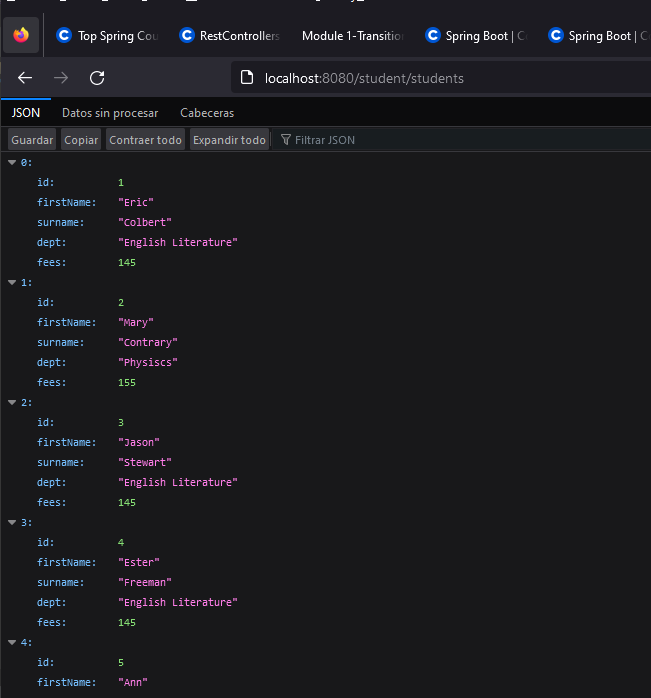 Top Spring Cou
RestControllers
Module 1-Transition
Spring Boot | C
Spring Boot | C
localhost:8080/student/students
JSON Datos sin procesar Cabeceras
Guardar Copiar Contraer todo Expandir todo Filtrar JSON
0:
id: 1
firstName: "Eric"
surname: "Colbert"
dept: "English Literature"
fees: 145
1:
id: 2
firstName: "Mary"
surname: "Contrary"
dept: "Physiscs"
fees: 155
2:
id: 3
firstName: "Jason"
surname: "Stewart"
dept: "English Literature"
fees: 145
3:
id: 4
firstName: "Ester"
surname: "Freeman"
dept: "English Literature"
fees: 145
4:
id: 5
firstName: "Ann"